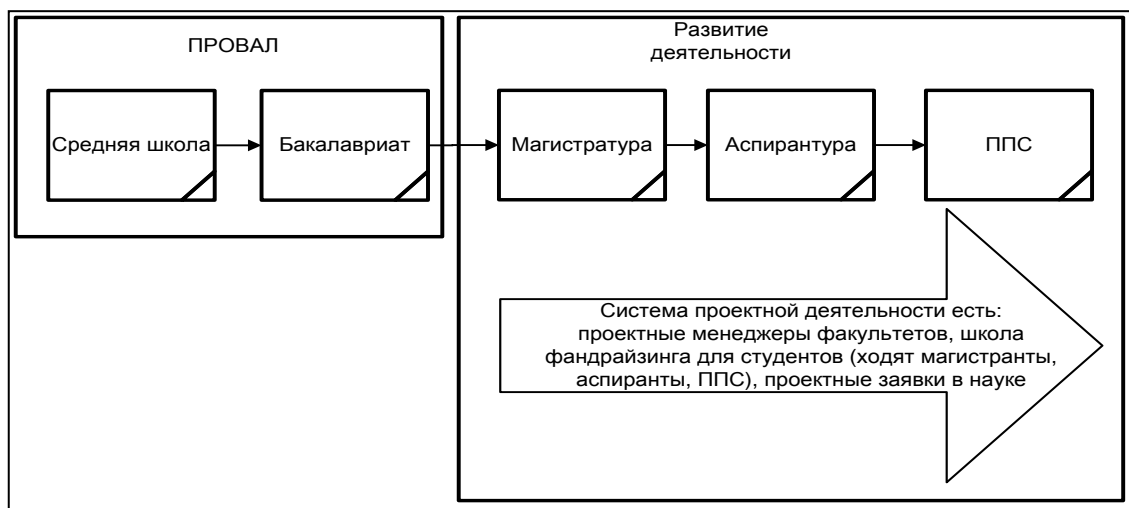 ПРОВАЛ
Средняя школа
Бакалавриат
Развитие
деятельности
Магистратура
Аспирантура
ППС
Система проектной деятельности есть:
проектные менеджеры факультетов, школа
фандрайзинга для студентов (ходят магистранты,
аспиранты, ППС), проектные заявки в науке